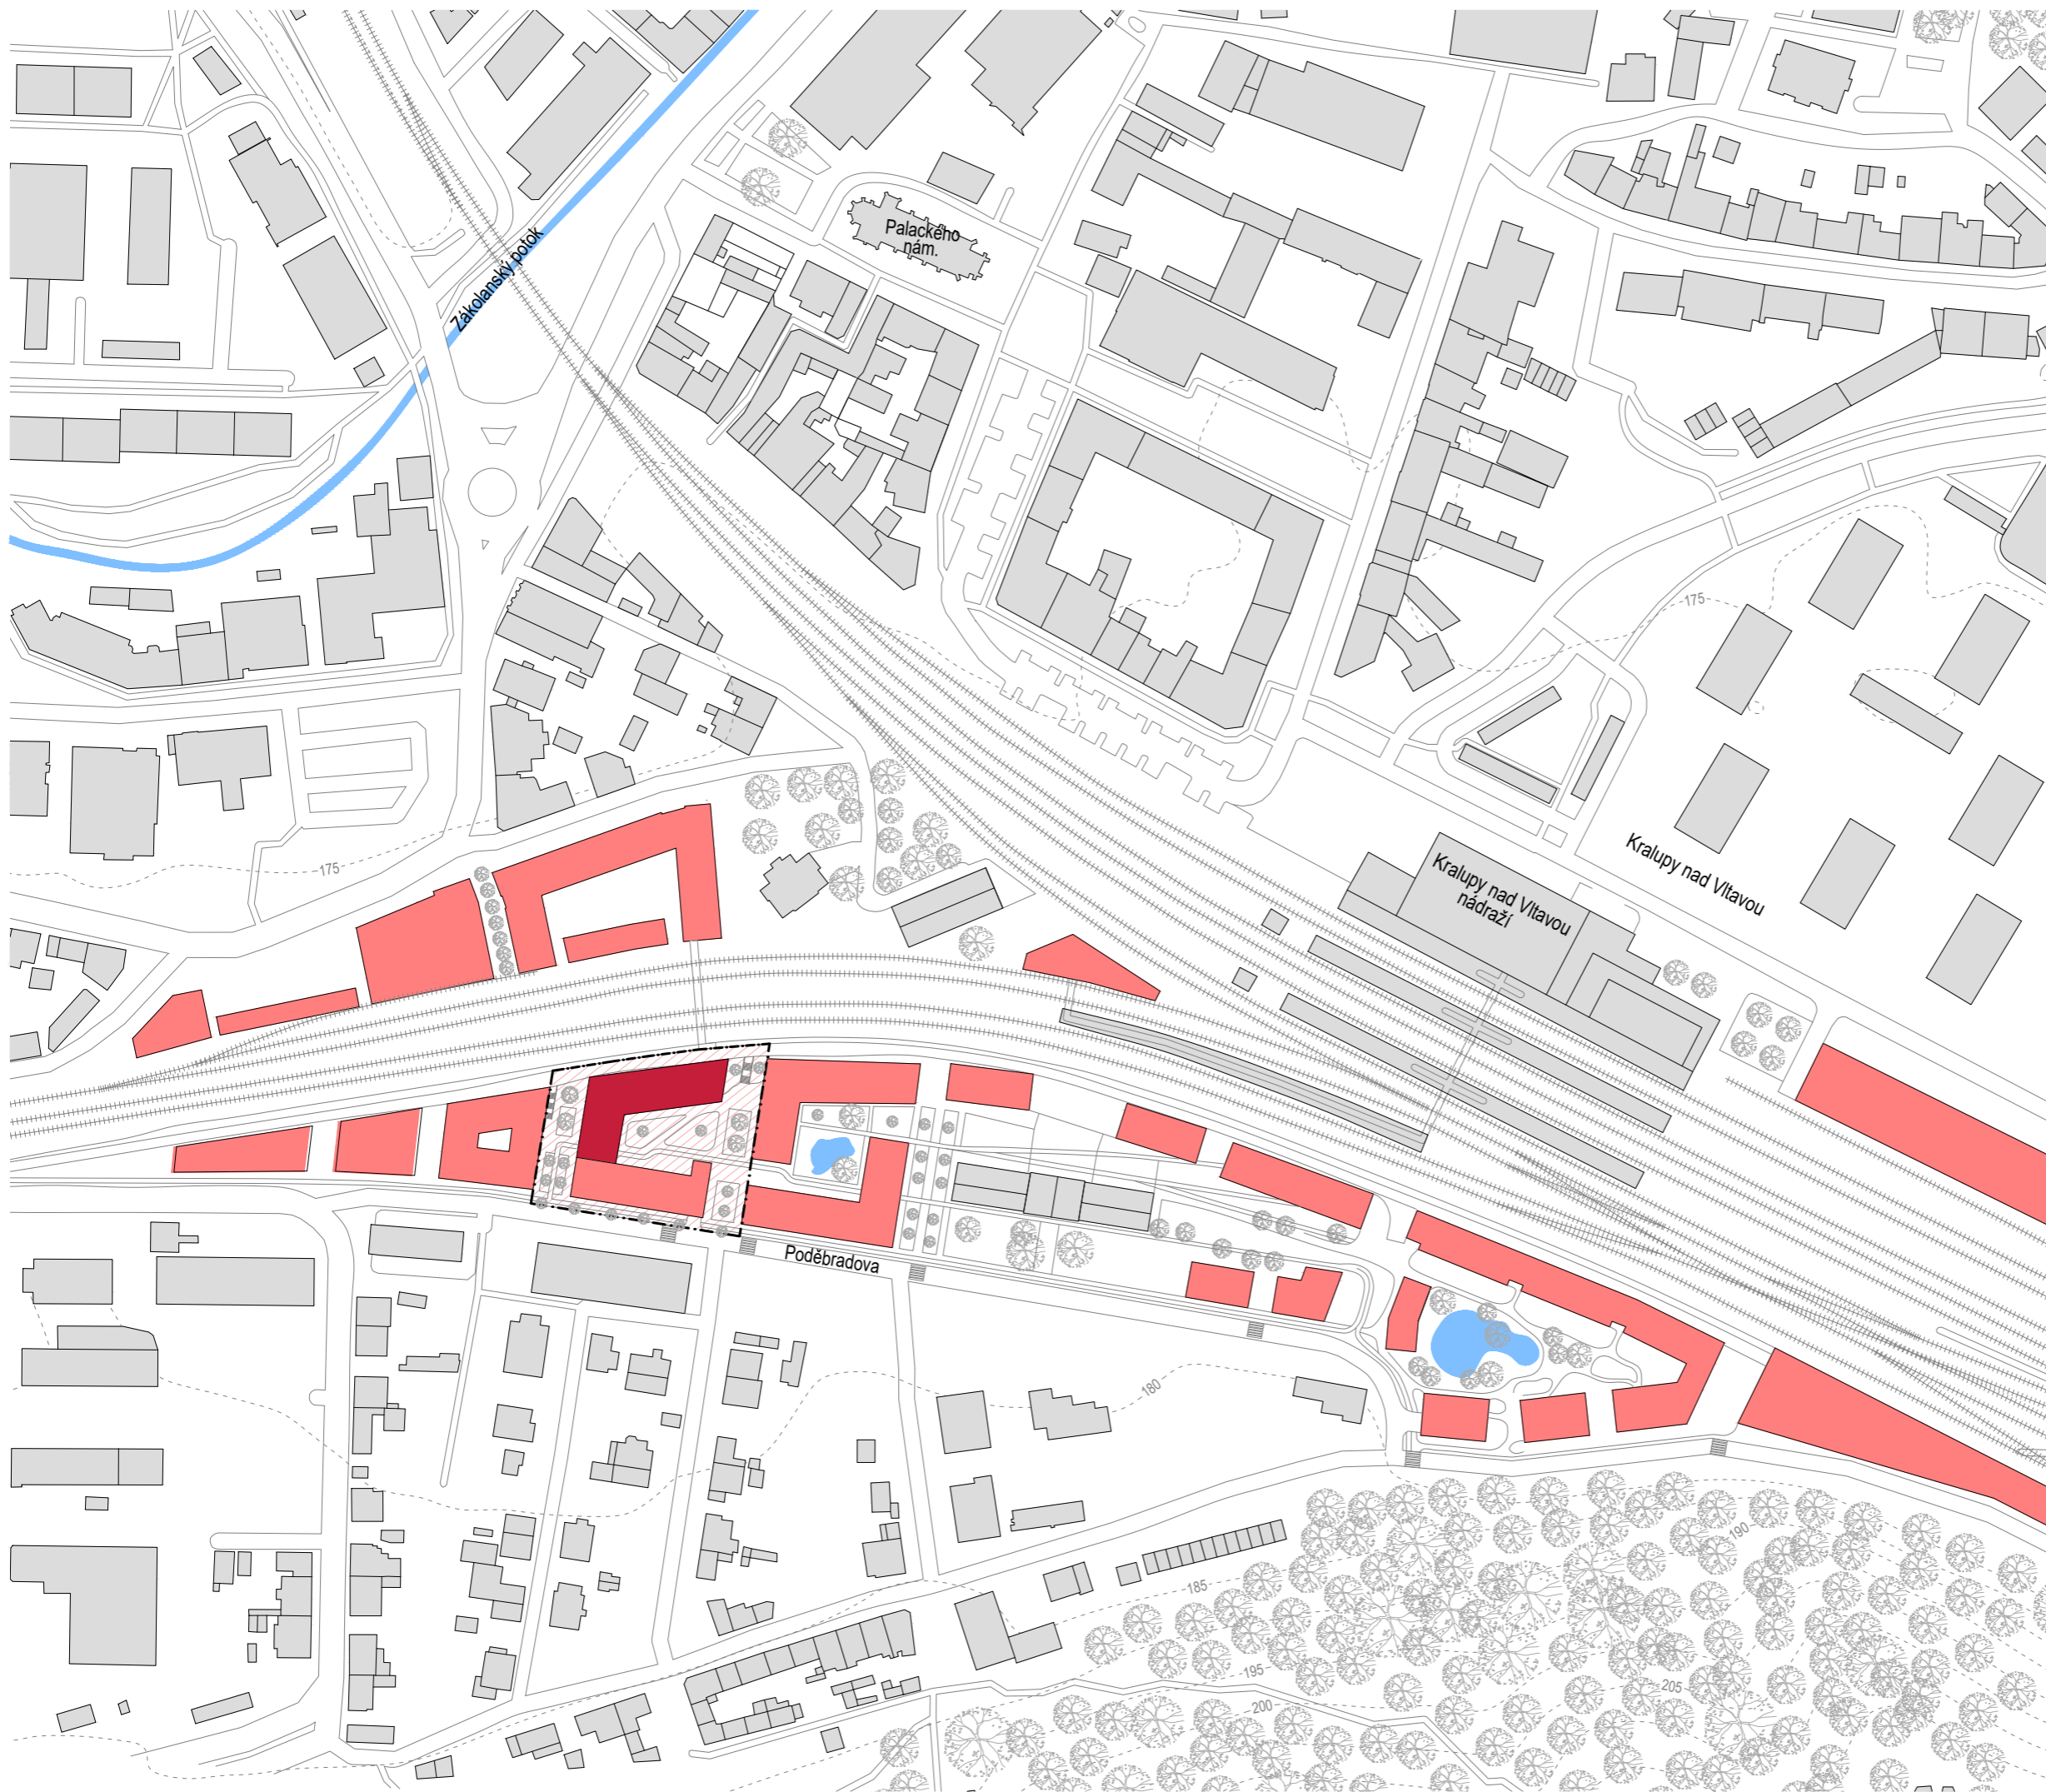 Palackého
nám.
Zákolanský potok
175
175
Kralupy nad Vltavou
nádraží
Kralupy nad Vltavou
Poděbradova
180
190
185
195
205
200